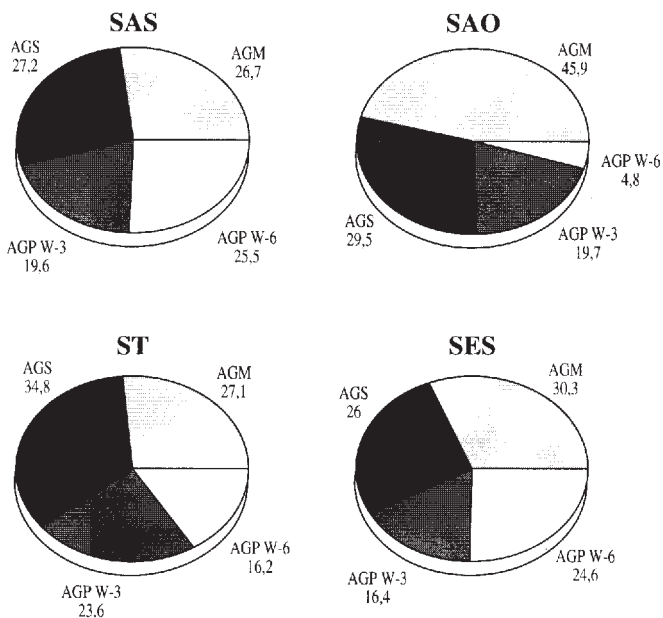 SAS
AGS
27,2
AGM
26,7
AGP W-3
19,6
AGP W-6
25,5
SAO
AGM
45,9
AGP W-6
4,8
AGS
29,5
AGP W-3
19,7
ST
AGS
34,8
AGM
27,1
AGP W-6
16,2
AGP W-3
23,6
SES
AGM
30,3
AGS
26
AGP W-3
16,4
AGP W-6
24,6